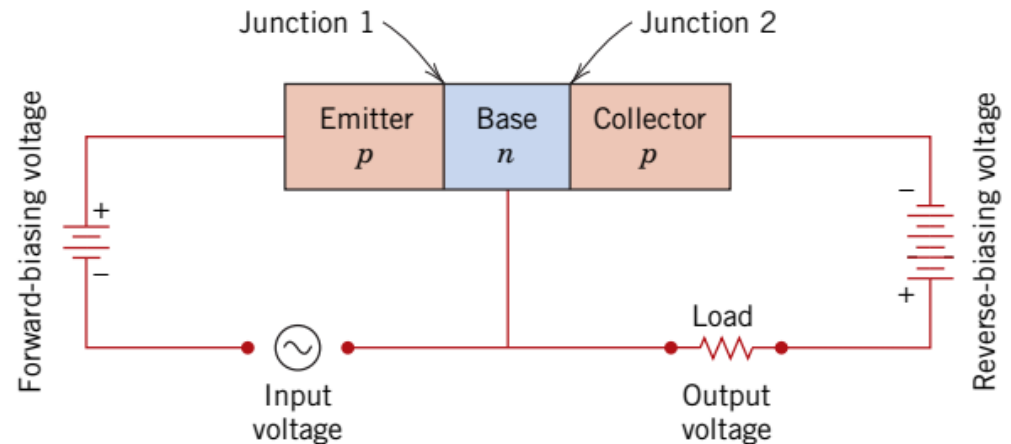 Junction 1
Junction 2
Emitter
p
Base
n
Collector
p
Forward-biasing voltage
+
–
Reverse-biasing voltage
–
+
Load
Input
voltage
Output
voltage